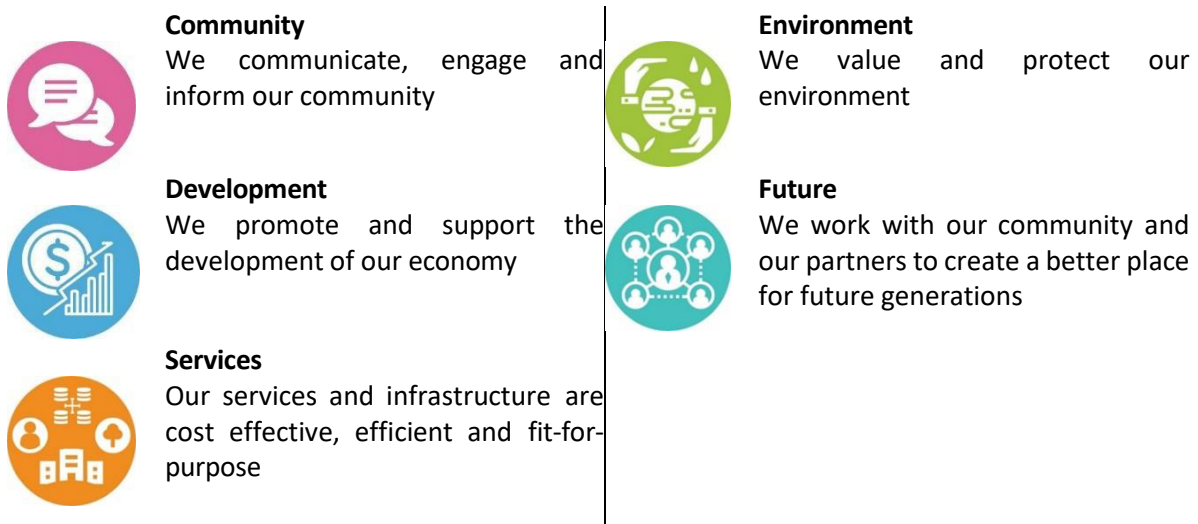 Community
We communicate, engage and
inform our community
Development
We promote and support the
development of our economy
Services
Our services and infrastructure are
cost effective, efficient and fit-for-
purpose
Environment
We value and protect our
environment
Future
We work with our community and
our partners to create a better place
for future generations